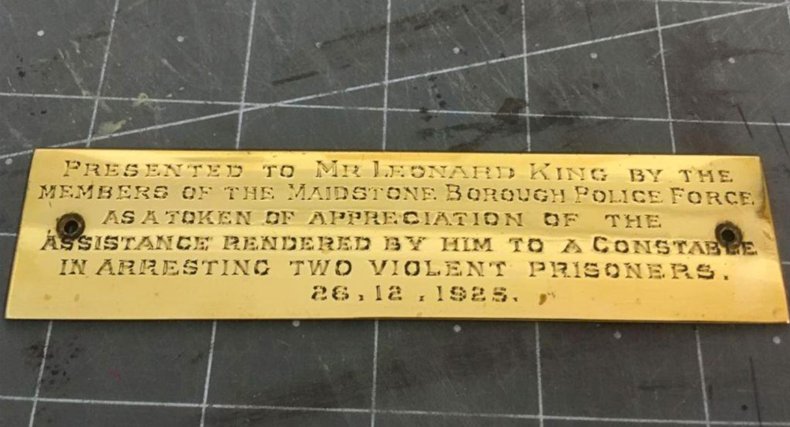 PRESENTED TO MR LEONARD KING BY THE
MEMBERS OF THE MAIDSTONE BOROUGH POLICE FORCE
AS A TOKEN OF APPRECIATION OF THE
ASSISTANCE RENDERED BY HIM TO A CONSTABLE
IN ARRESTING TWO VIOLENT PRISONERS.
26.12.1925.